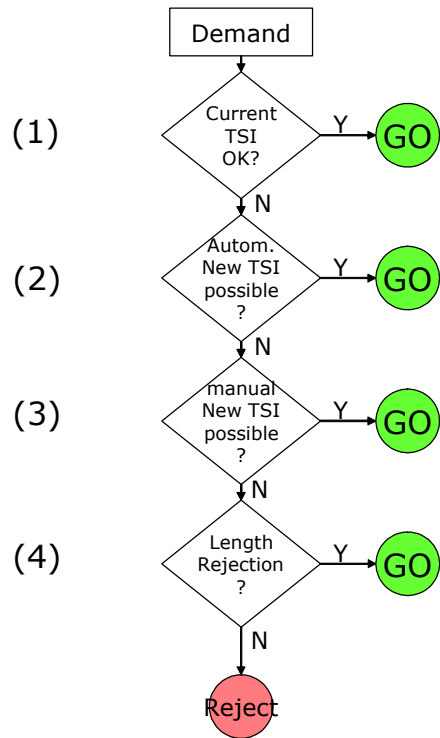 Demand
(1)
Current
TSI
OK?
Y
GO
N
(2)
Autom.
New TSI
possible
?
Y
GO
N
(3)
manual
New TSI
possible
?
Y
GO
N
(4)
Length
Rejection
?
Y
GO
N
Reject